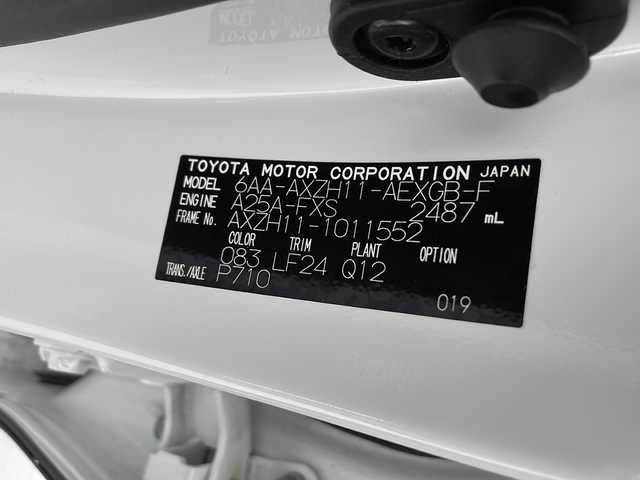 TOYOTA MOTOR CORPORATION JAPAN
MODEL 6AA-AXZH11-AEXGB-F
ENGINE A25A-FXS 2487 mL
FRAME No. AXZH11-1011552
COLOR TRIM PLANT OPTION
083 LF24 Q12
TRANS./AXLE P710
019